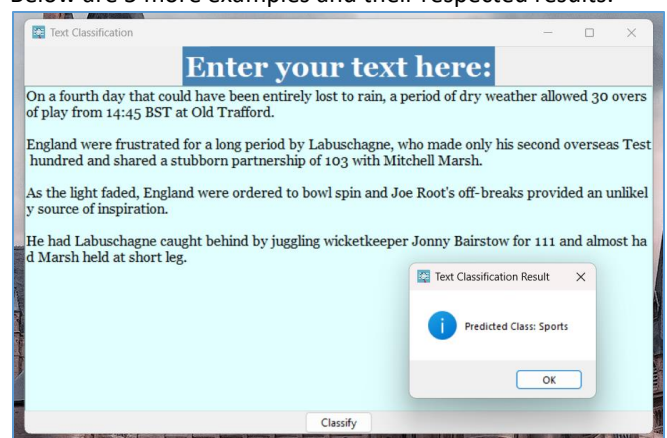 Below are 3 more examples and their respected results:
Text Classification
Enter your text here:
On a fourth day that could have been entirely lost to rain, a period of dry weather allowed 30 overs
of play from 14:45 BST at Old Trafford.
England were frustrated for a long period by Labuschagne, who made only his second overseas Test
hundred and shared a stubborn partnership of 103 with Mitchell Marsh.
As the light faded, England were ordered to bowl spin and Joe Root's off-breaks provided an unlikel
y source of inspiration.
He had Labuschagne caught behind by juggling wicketkeeper Jonny Bairstow for 111 and almost ha
d Marsh held at short leg.
Text Classification Result
Predicted Class: Sports
OK
Classify